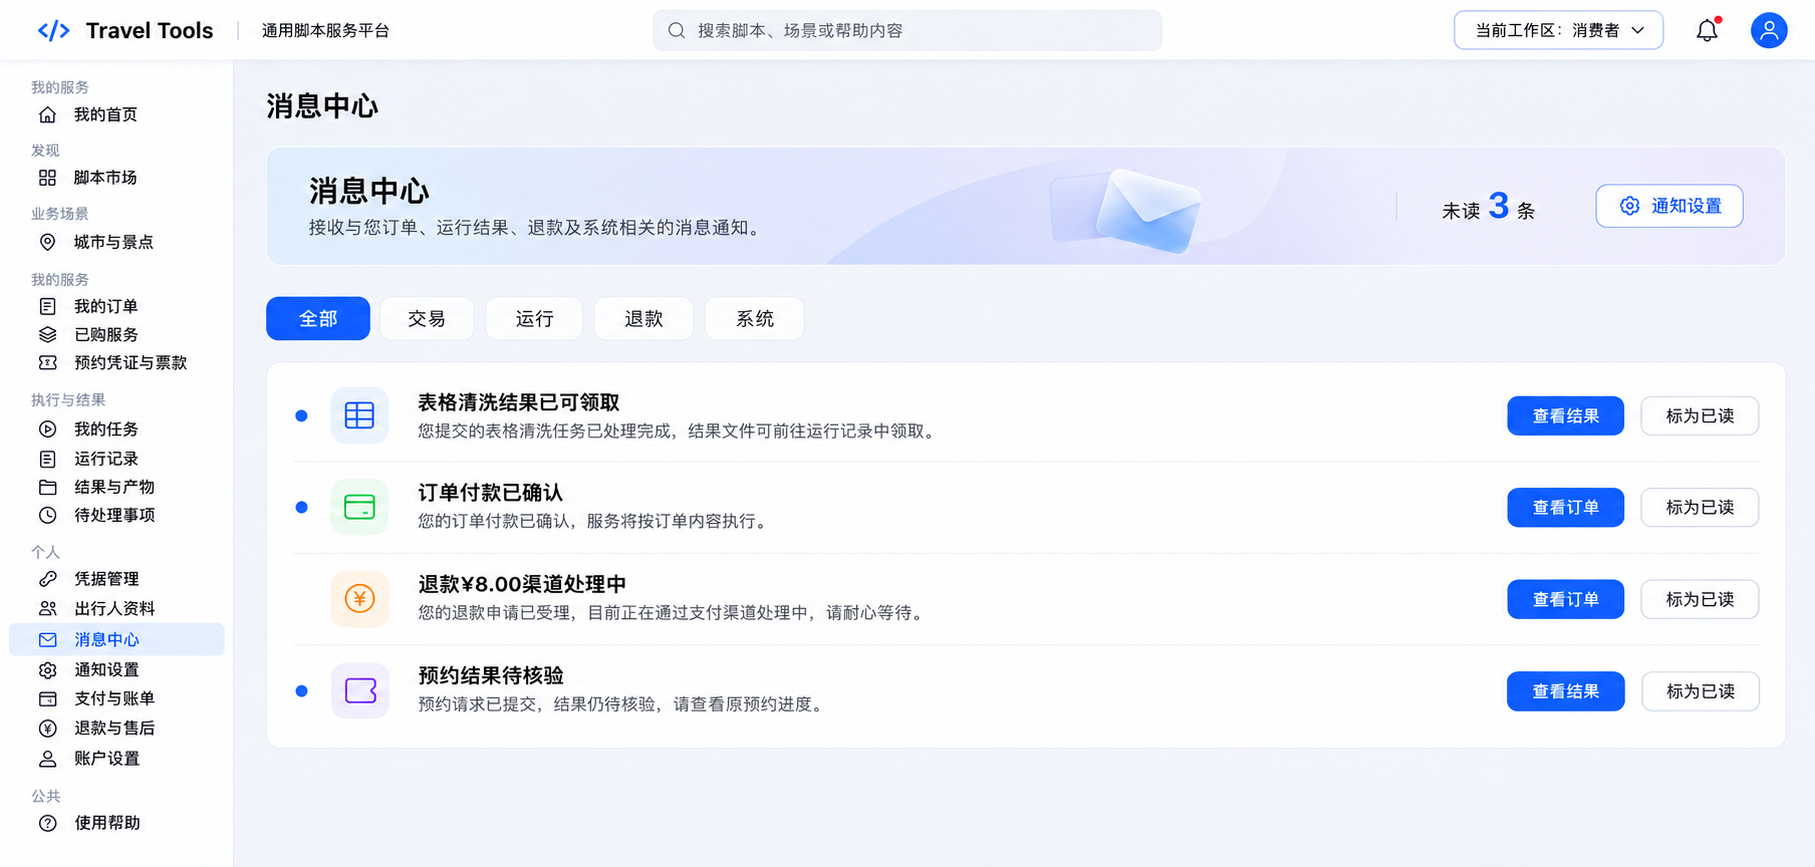 Travel Tools
通用脚本服务平台
搜索脚本、场景或帮助内容
当前工作区：消费者
我的服务
我的首页
发现
脚本市场
业务场景
城市与景点
我的服务
我的订单
已购服务
预约凭证与票款
执行与结果
我的任务
运行记录
结果与产物
待处理事项
个人
凭据管理
出行人资料
消息中心
通知设置
支付与账单
退款与售后
账户设置
公共
使用帮助
消息中心
消息中心
接收与您订单、运行结果、退款及系统相关的消息通知。
未读 3 条
通知设置
全部
交易
运行
退款
系统
表格清洗结果已可领取
您提交的表格清洗任务已处理完成，结果文件可前往运行记录中领取。
查看结果
标为已读
订单付款已确认
您的订单付款已确认，服务将按订单内容执行。
查看订单
标为已读
退款¥8.00渠道处理中
您的退款申请已受理，目前正在通过支付渠道处理中，请耐心等待。
查看订单
标为已读
预约结果待核验
预约请求已提交，结果仍待核验，请查看原预约进度。
查看结果
标为已读